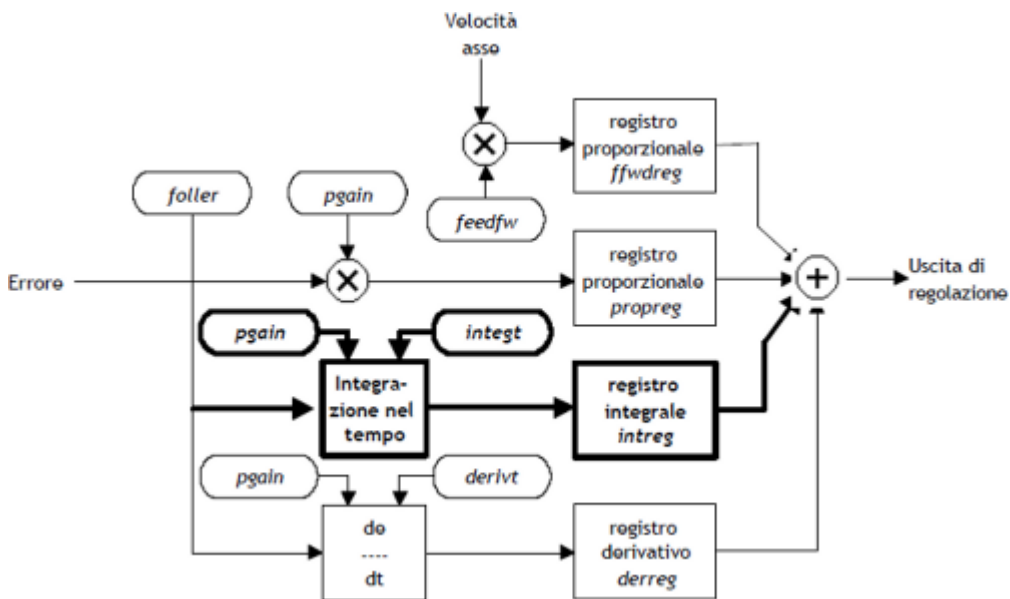 Velocità
asse
registro
proporzionale
ffwdreg
foller
pgain
feedfw
Errore
registro
proporzionale
propreg
Uscita di
regolazione
pgain
integt
Integra-
zione nel
tempo
registro
integrale
intreg
pgain
derivt
de
----
dt
registro
derivativo
derreg